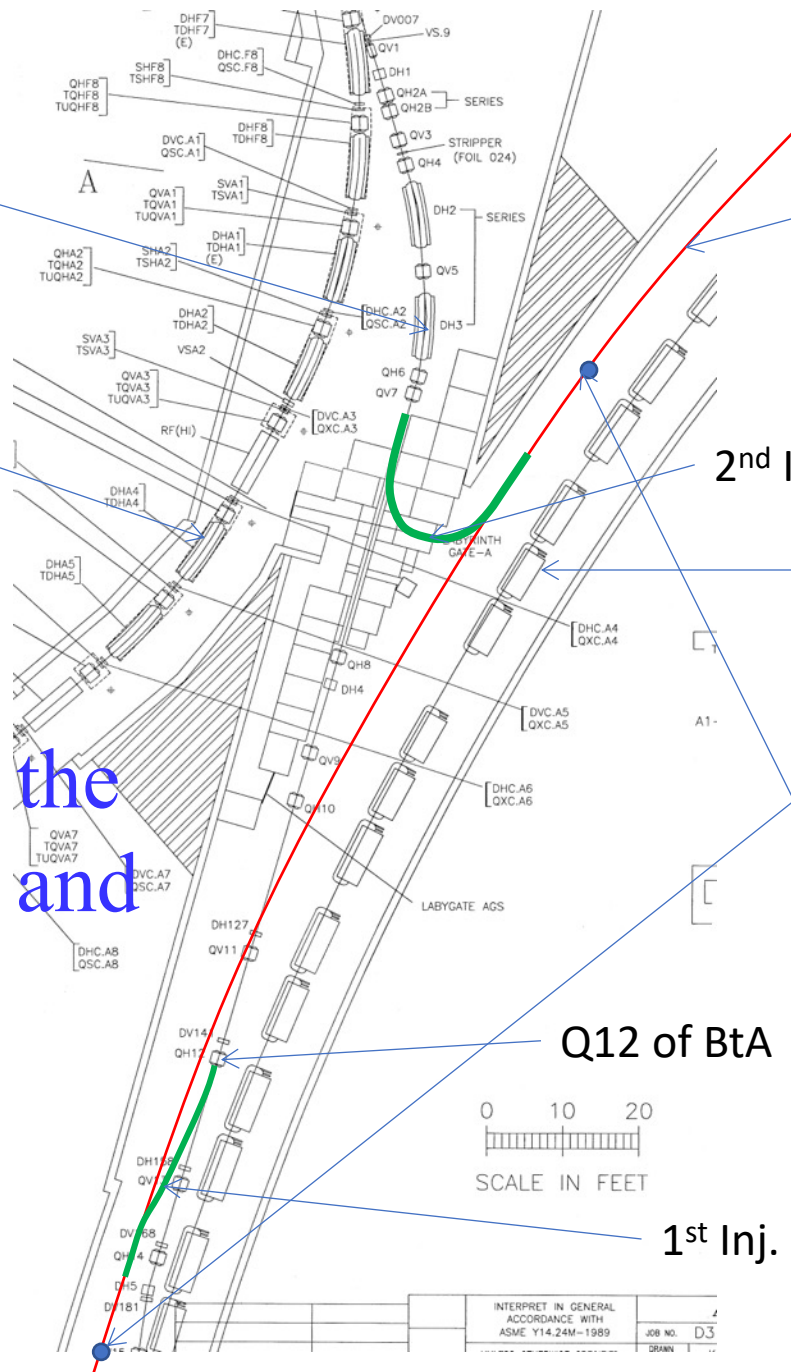 DHF7
TDHF7
(E)
DV007
VS.9
QV1
DHC.F8
QSC.F8
SHF8
TSHF8
DH1
QHF8
TQHF8
TUQHF8
QH2A
QH2B
SERIES
DHF8
TDHF8
DVC.A1
QSC.A1
QV3
STRIPPER
(FOIL 024)
QH4
A
SVA1
TSVA1
QVA1
TQVA1
TUQVA1
DH2
SERIES
DHA1
TDHA1
(E)
SHA2
TSHA2
QHA2
TQHA2
TUQHA2
QV5
DHC.A2
QSC.A2
DH3
DHA2
TDHA2
SVA3
TSVA3
VSA2
QH6
QV7
QVA3
TQVA3
TUQVA3
DVC.A3
QXC.A3
RF(HI)
2nd I
DHA4
TDHA4
LABYRINTH
GATE-A
DHA5
TDHA5
DHC.A4
QXC.A4
QH8
DH4
DVC.A5
QXC.A5
A1-
QV9
the
DHC.A6
QXC.A6
QH10
QVA7
TQVA7
TUQVA7
DVC.A7
QSC.A7
and
LABYGATE AGS
DH127
QV11
DHC.A8
QSC.A8
DV14
QH12
Q12 of BtA
0 10 20
SCALE IN FEET
DH158
QV13
DV168
QH14
1st Inj.
DH5
DV181
INTERPRET IN GENERAL
ACCORDANCE WITH
ASME Y14.24M-1989
JOB NO. D3
DRAWN